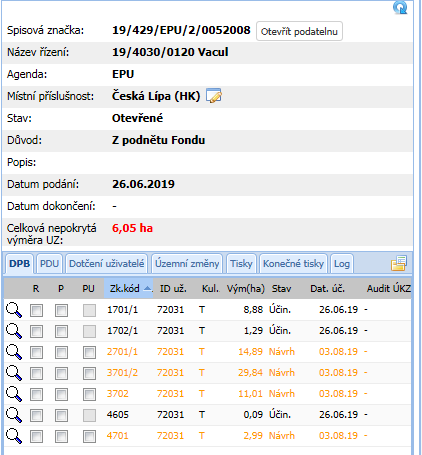 Spisová značka: 19/429/EPU/2/0052008 Otevřít podatelnu
Název řízení: 19/4030/0120 Vacul
Agenda: EPU
Místní příslušnost: Česká Lípa (HK)
Stav: Otevřené
Důvod: Z podnětu Fondu
Popis:
Datum podání: 26.06.2019
Datum dokončení: -
Celková nepokrytá výměra UZ: 6,05 ha
DPB PDU Dotčení uživatelé Územní změny Tisky Konečné tisky Log
R P PU Zk.kód ID už. Kul. Vým(ha) Stav Dat. úč. Audit ÚKZ
1701/1 72031 T 8,88 Účin. 26.06.19 -
1702/1 72031 T 1,29 Účin. 26.06.19 -
2701/1 72031 T 14,89 Návrh 03.08.19 -
3701/2 72031 T 29,84 Návrh 03.08.19 -
3702 72031 T 11,01 Návrh 03.08.19 -
4605 72031 T 0,09 Účin. 26.06.19 -
4701 72031 T 2,99 Návrh 03.08.19 -